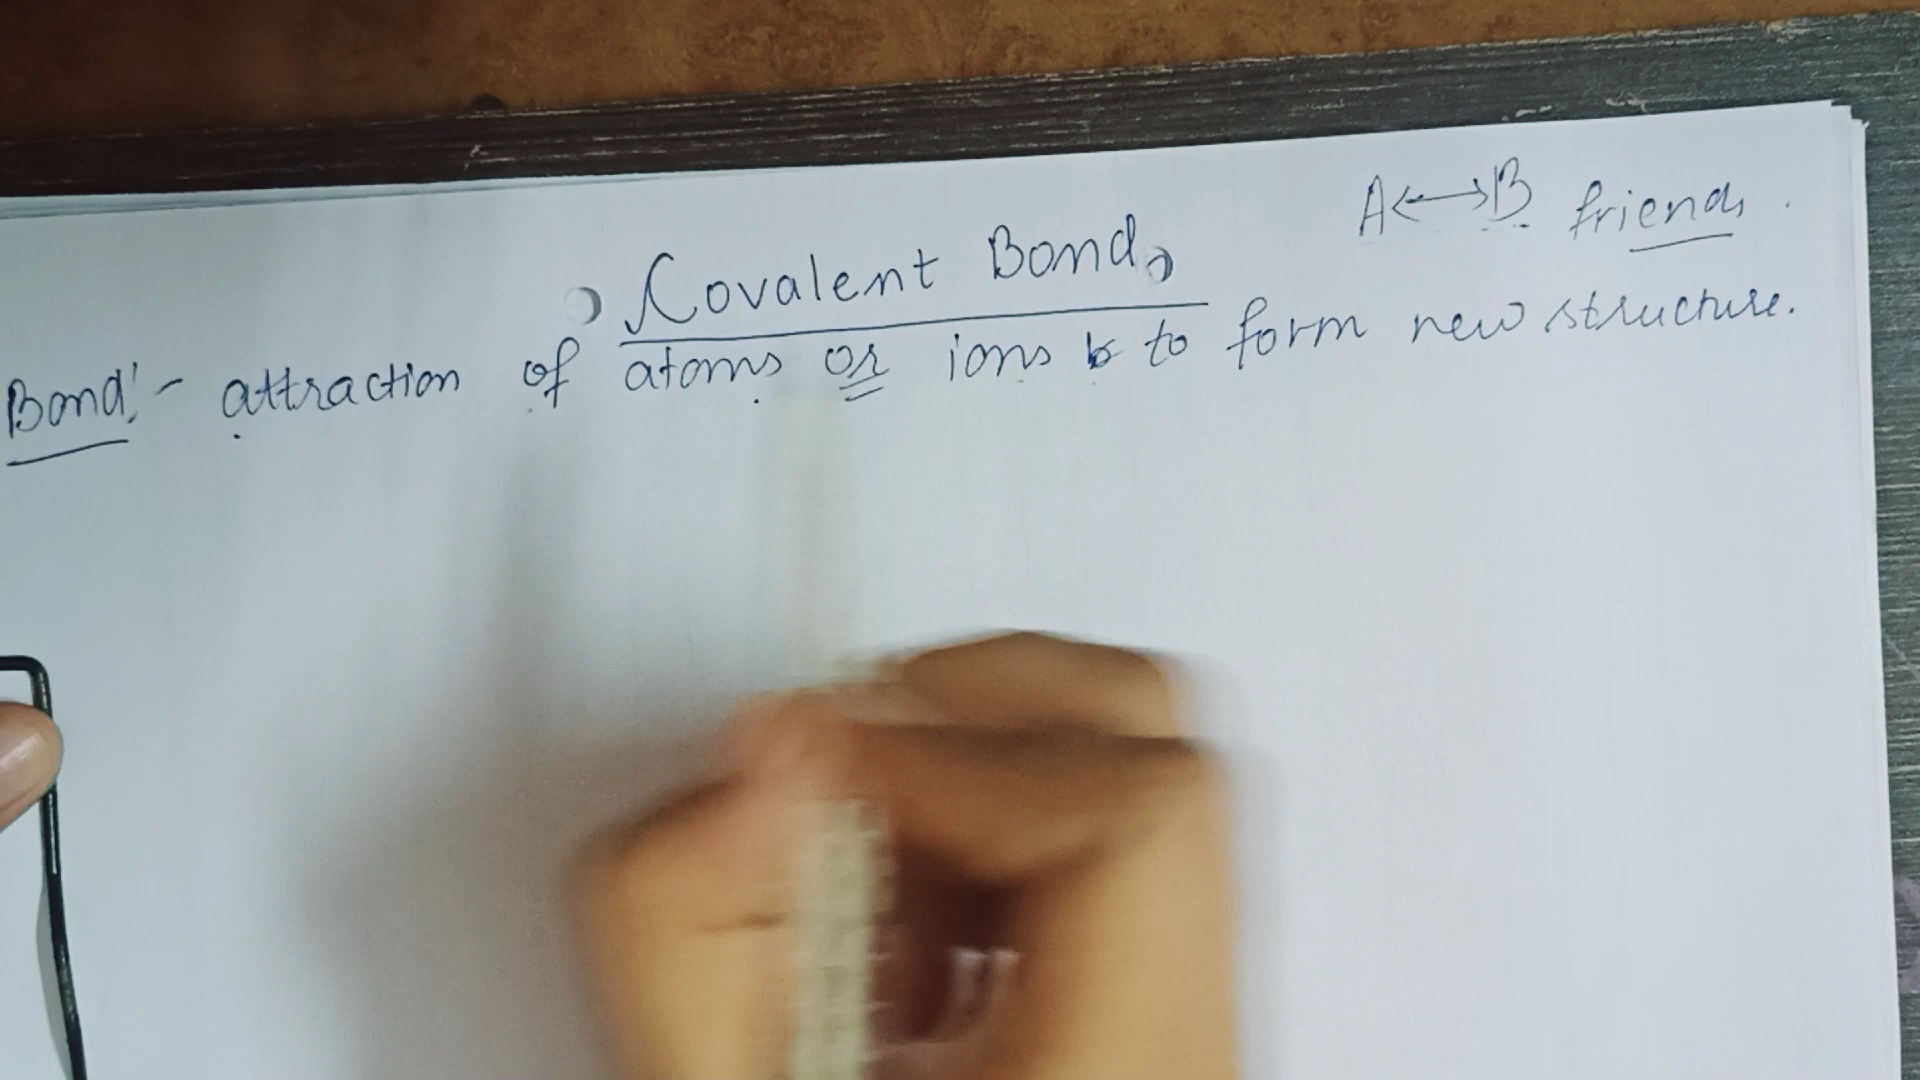 A↔B friends.
Covalent Bond
Bond:- attraction of atoms or ions to form new structure.